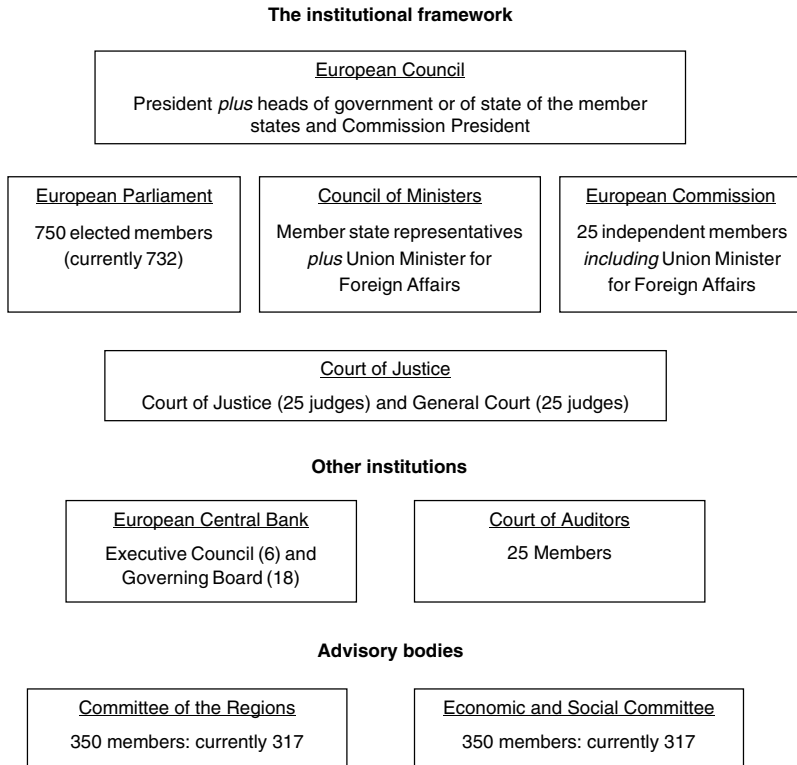 The institutional framework
European Council
President plus heads of government or of state of the member
states and Commission President
European Parliament
750 elected members
(currently 732)
Council of Ministers
Member state representatives
plus Union Minister for
Foreign Affairs
European Commission
25 independent members
including Union Minister
for Foreign Affairs
Court of Justice
Court of Justice (25 judges) and General Court (25 judges)
Other institutions
European Central Bank
Executive Council (6) and
Governing Board (18)
Court of Auditors
25 Members
Advisory bodies
Committee of the Regions
350 members: currently 317
Economic and Social Committee
350 members: currently 317